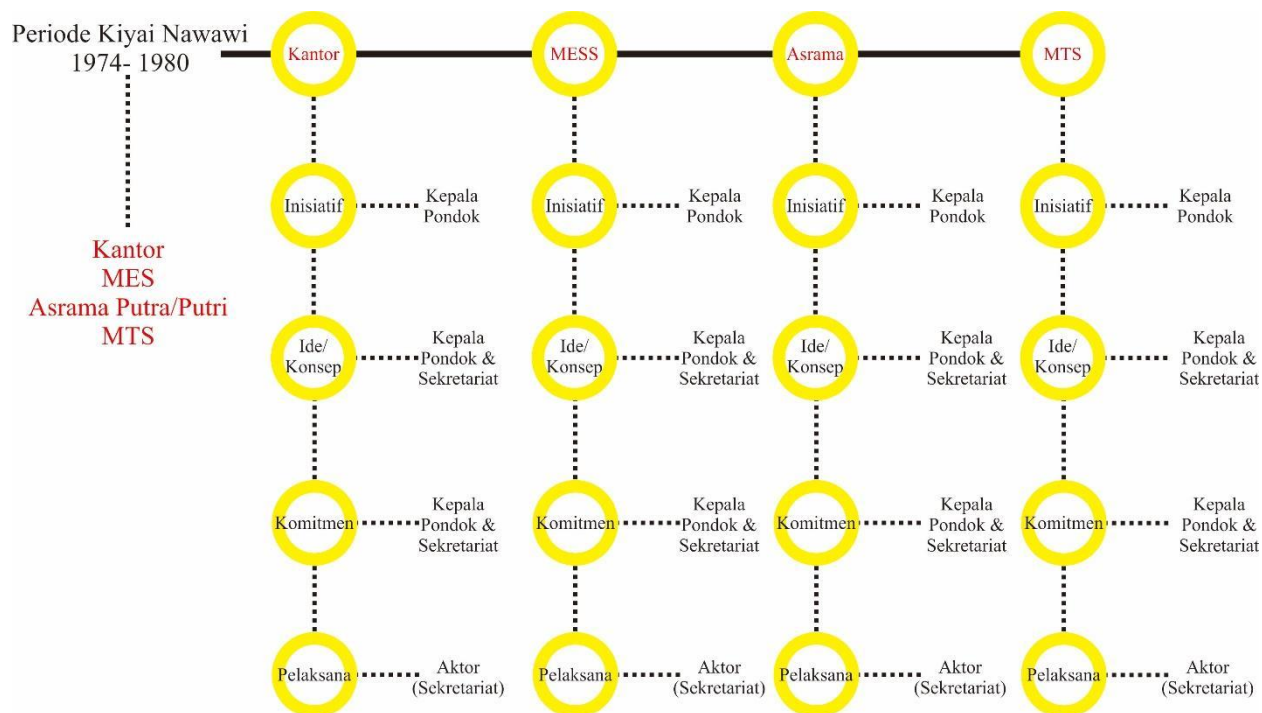 Periode Kiyai Nawawi
1974- 1980
Kantor
MESS
Asrama
MTS
Kantor
MES
Asrama Putra/Putri
MTS
Inisiatif
Kepala
Pondok
Inisiatif
Kepala
Pondok
Inisiatif
Kepala
Pondok
Inisiatif
Kepala
Pondok
Ide/
Konsep
Kepala
Pondok &
Sekretariat
Ide/
Konsep
Kepala
Pondok &
Sekretariat
Ide/
Konsep
Kepala
Pondok &
Sekretariat
Ide/
Konsep
Kepala
Pondok &
Sekretariat
Komitmen
Kepala
Pondok &
Sekretariat
Komitmen
Kepala
Pondok &
Sekretariat
Komitmen
Kepala
Pondok &
Sekretariat
Komitmen
Kepala
Pondok &
Sekretariat
Pelaksana
Aktor
(Sekretariat)
Pelaksana
Aktor
(Sekretariat)
Pelaksana
Aktor
(Sekretariat)
Pelaksana
Aktor
(Sekretariat)